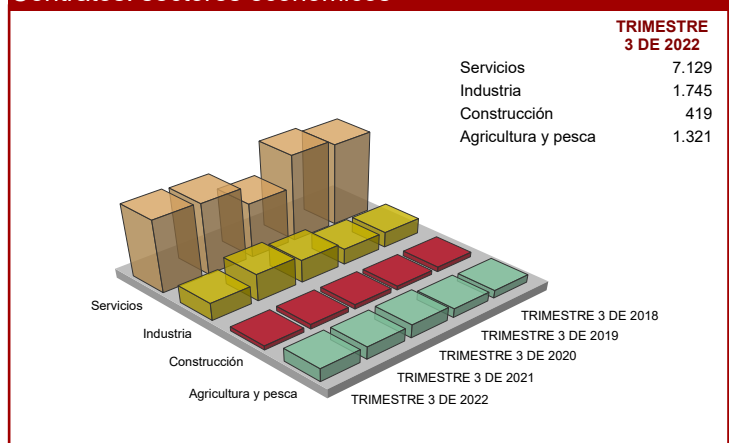 Contratos: sectores económicos
TRIMESTRE
3 DE 2022
Servicios 7.129
Industria 1.745
Construcción 419
Agricultura y pesca 1.321
Servicios
Industria
Construcción
Agricultura y pesca
TRIMESTRE 3 DE 2018
TRIMESTRE 3 DE 2019
TRIMESTRE 3 DE 2020
TRIMESTRE 3 DE 2021
TRIMESTRE 3 DE 2022